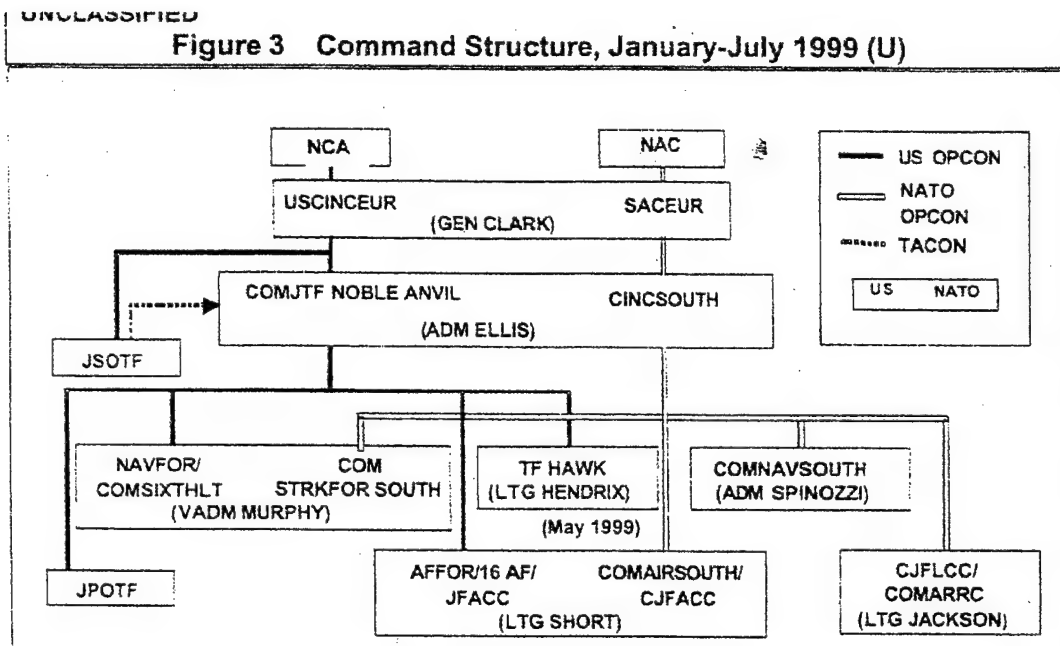 UNCLASSIFIED
Figure 3 Command Structure, January-July 1999 (U)
NCA
NAC
US OPCON
NATO
OPCON
TACON
US NATO
USCINCEUR SACEUR
(GEN CLARK)
COMJTF NOBLE ANVIL CINCSOUTH
(ADM ELLIS)
JSOTF
NAVFOR/ COM
COMSIXTHLT STRKFOR SOUTH
(VADM MURPHY)
TF HAWK
(LTG HENDRIX)
(May 1999)
COMNAVSOUTH
(ADM SPINOZZI)
JPOTF
AFFOR/16 AF/ COMAIRSOUTH/
JFACC CJFACC
(LTG SHORT)
CJFLCC/
COMARRC
(LTG JACKSON)